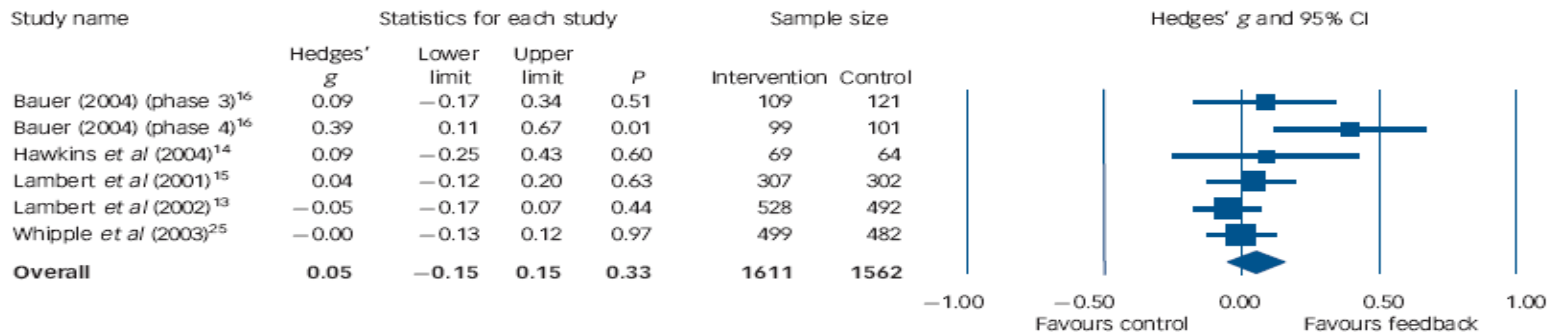 Study name Statistics for each study Sample size Hedges’ g and 95% CI
Hedges’ Lower Upper
g limit limit P Intervention Control
Bauer (2004) (phase 3)16 0.09 −0.17 0.34 0.51 109 121
Bauer (2004) (phase 4)16 0.39 0.11 0.67 0.01 99 101
Hawkins et al (2004)14 0.09 −0.25 0.43 0.60 69 64
Lambert et al (2001)15 0.04 −0.12 0.20 0.63 307 302
Lambert et al (2002)13 −0.05 −0.17 0.07 0.44 528 492
Whipple et al (2003)25 −0.00 −0.13 0.12 0.97 499 482
Overall 0.05 −0.15 0.15 0.33 1611 1562
−1.00 −0.50 0.00 0.50 1.00
Favours control Favours feedback